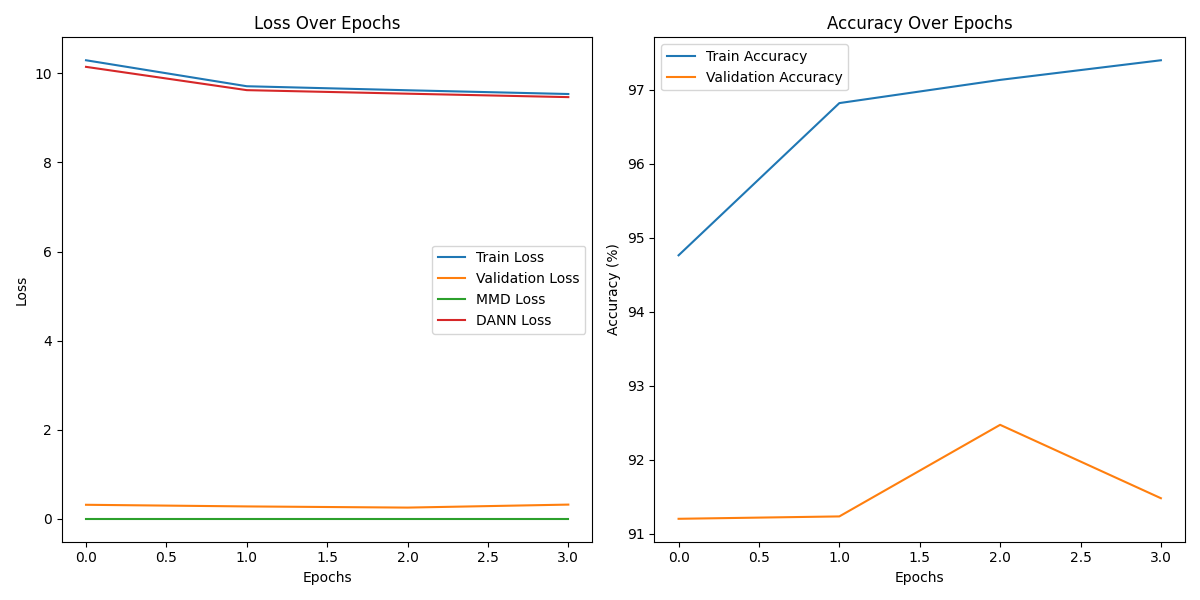 Loss Over Epochs
10
8
6
4
2
0
Loss
Train Loss
Validation Loss
MMD Loss
DANN Loss
0.0 0.5 1.0 1.5 2.0 2.5 3.0
Epochs
Accuracy Over Epochs
Train Accuracy
Validation Accuracy
97
96
95
94
93
92
91
Accuracy (%)
0.0 0.5 1.0 1.5 2.0 2.5 3.0
Epochs